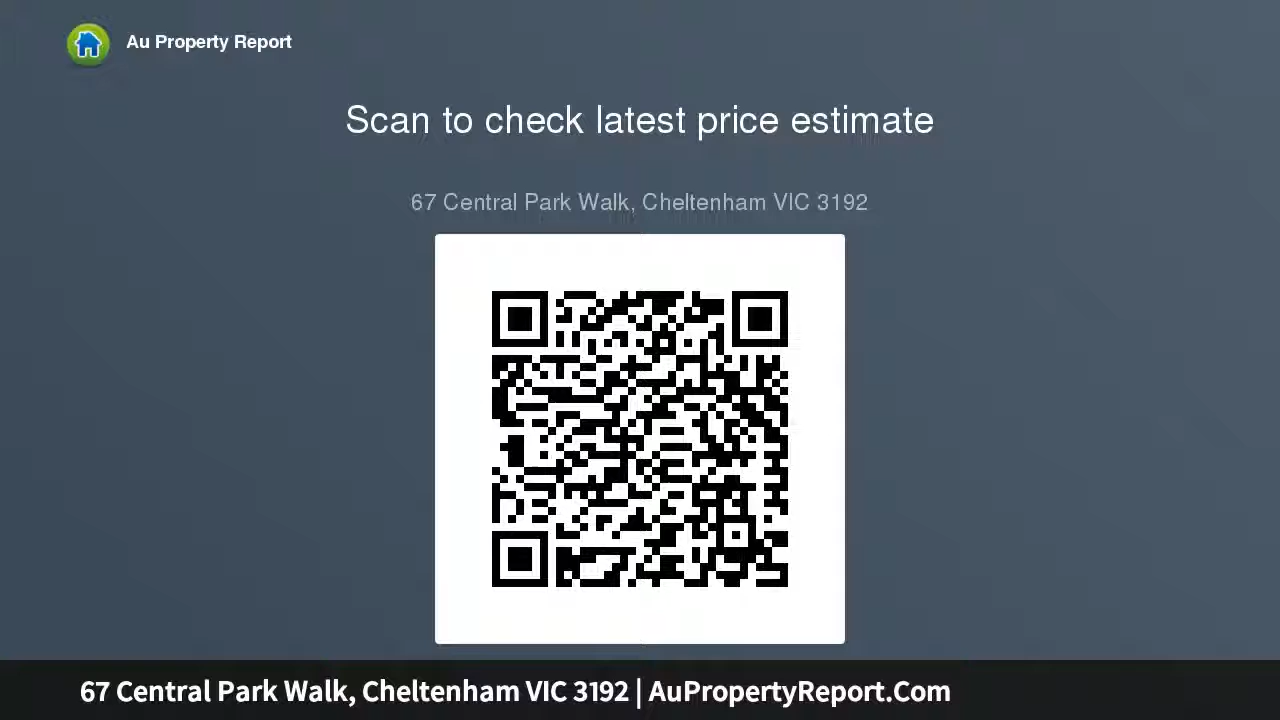 Au Property Report
Scan to check latest price estimate
67 Central Park Walk, Cheltenham VIC 3192
67 Central Park Walk, Cheltenham VIC 3192 | AuPropertyReport.Com